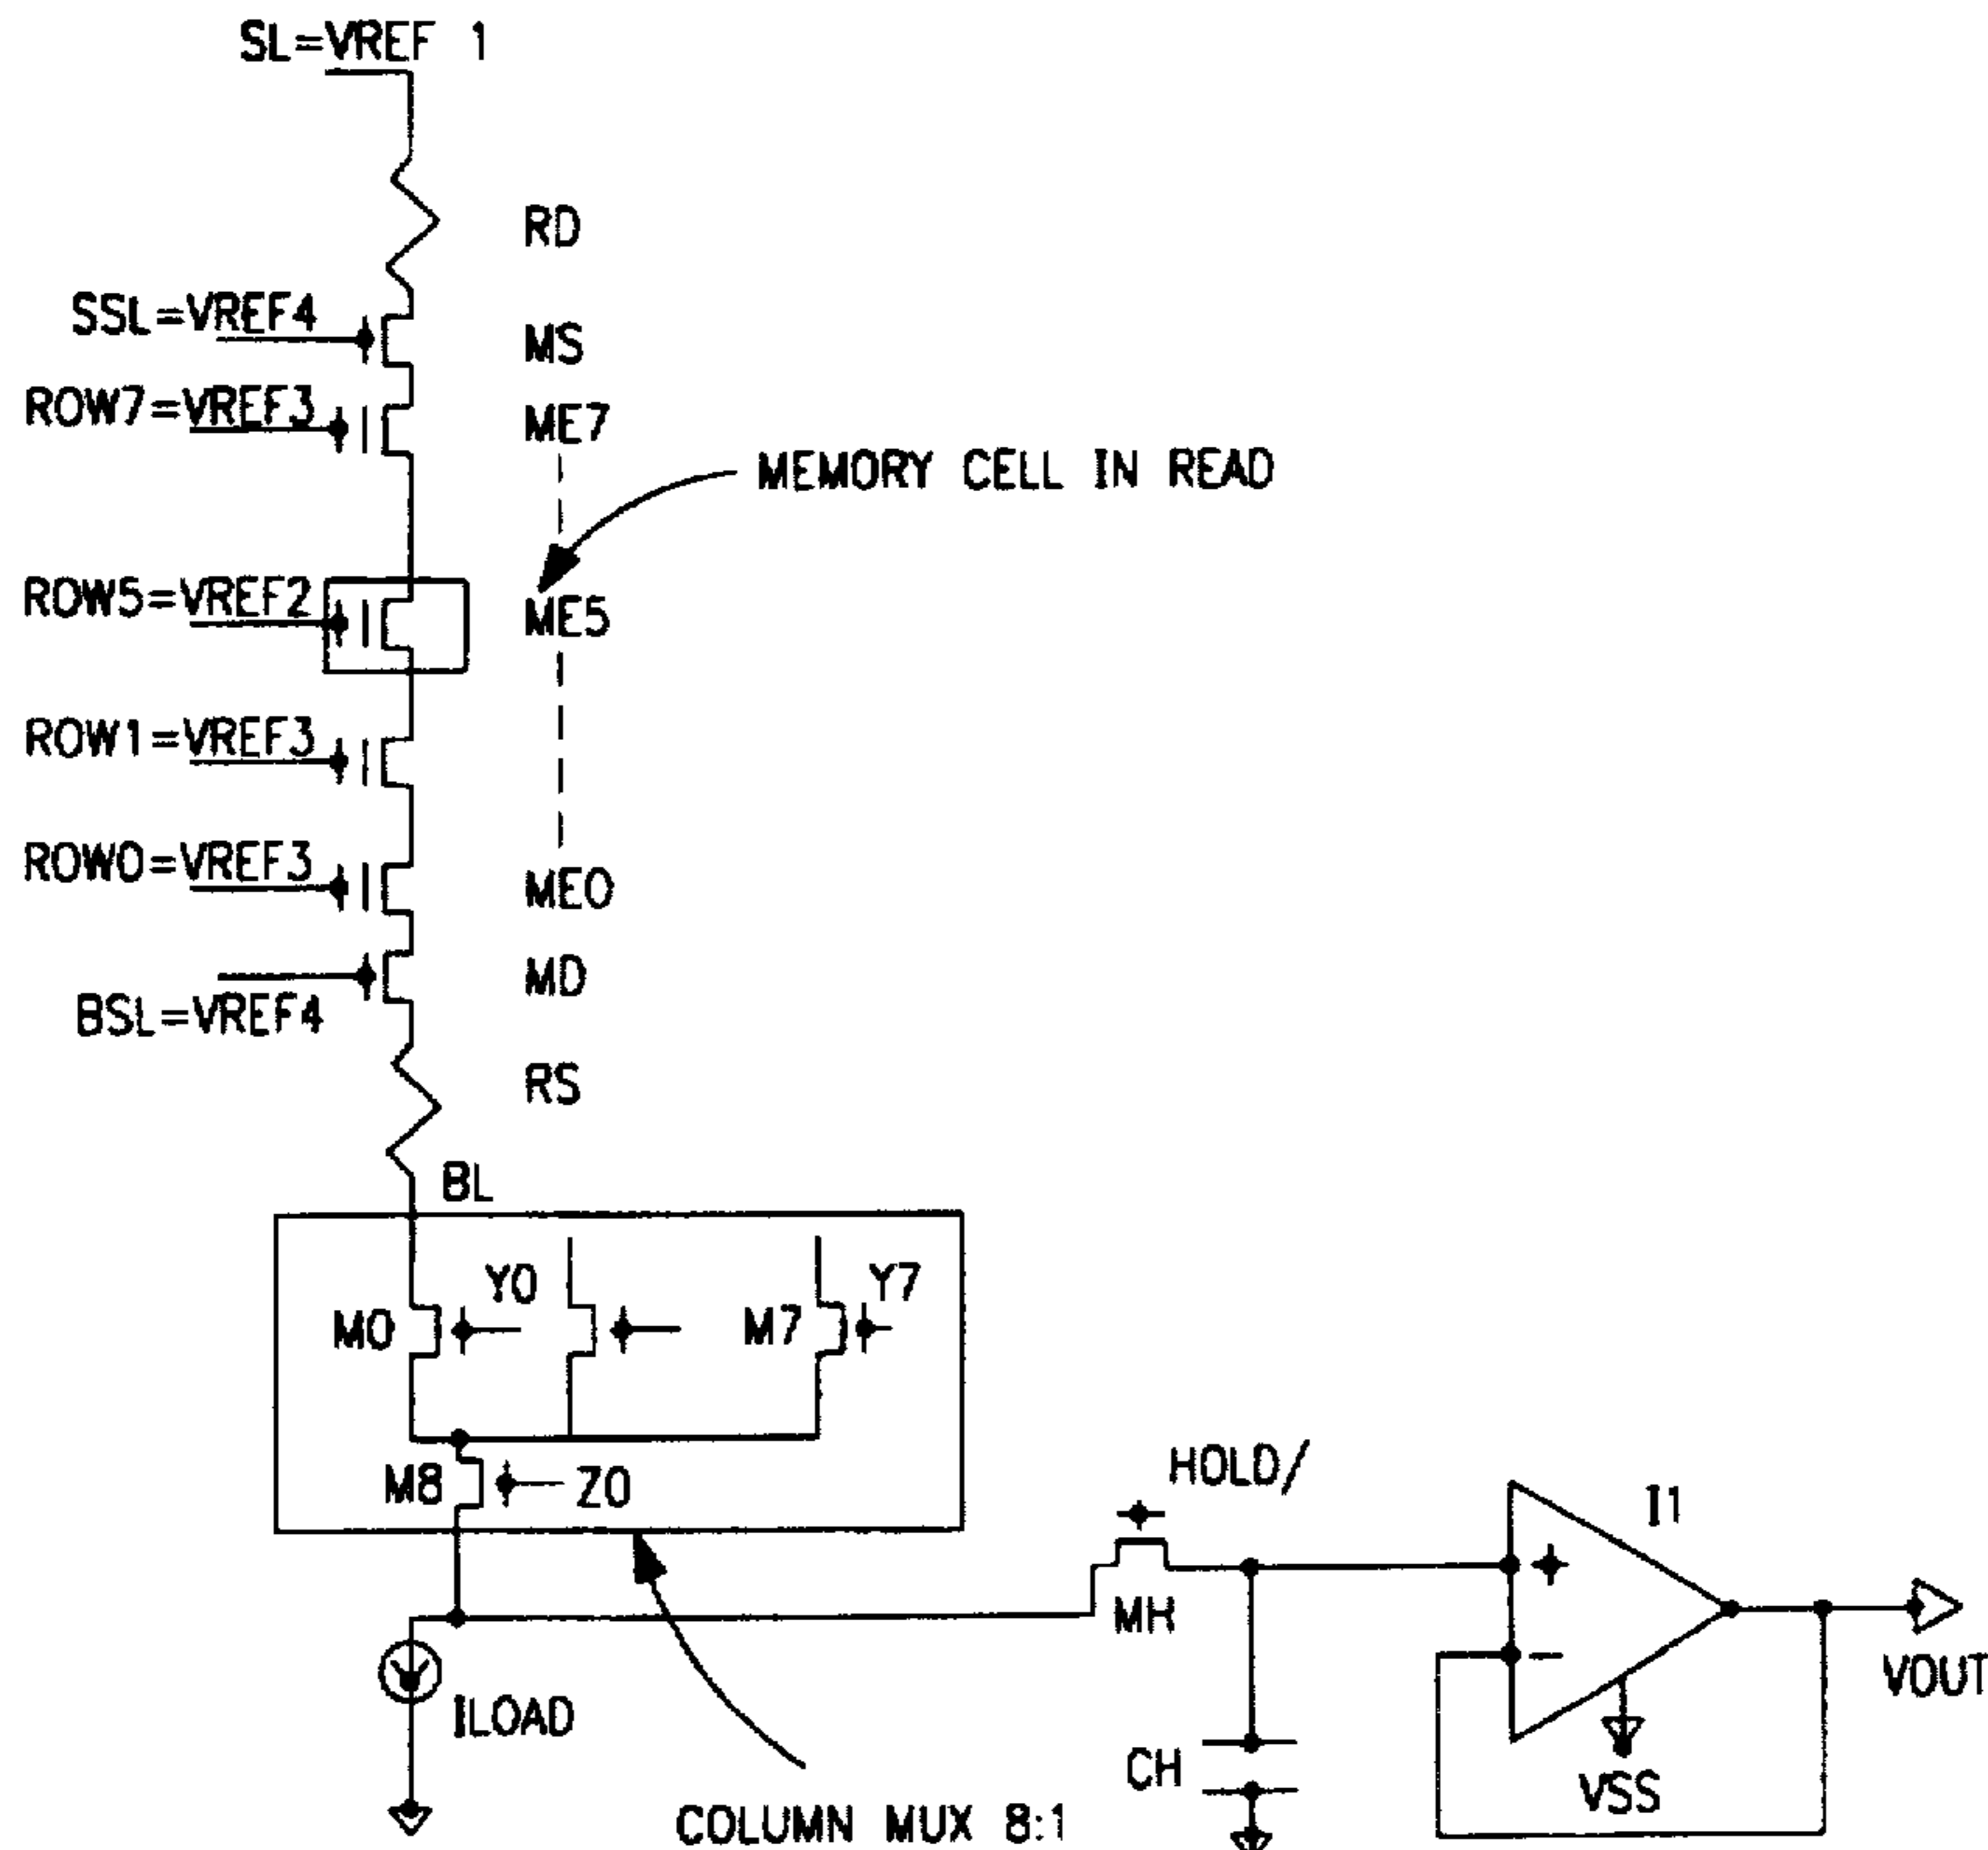 SL=VREF 1
RD
SSL=VREF4
MS
ROW7=VREF3
ME7
MEMORY CELL IN READ
ROW5=VREF2
ME5
ROW1=VREF3
ROW0=VREF3
ME0
MD
BSL=VREF4
RS
BL
Y0
Y7
M0
M7
M8
Z0
HOLD/
I1
+
MH
−
ILOAD
VOUT
CH
VSS
COLUMN MUX 8:1